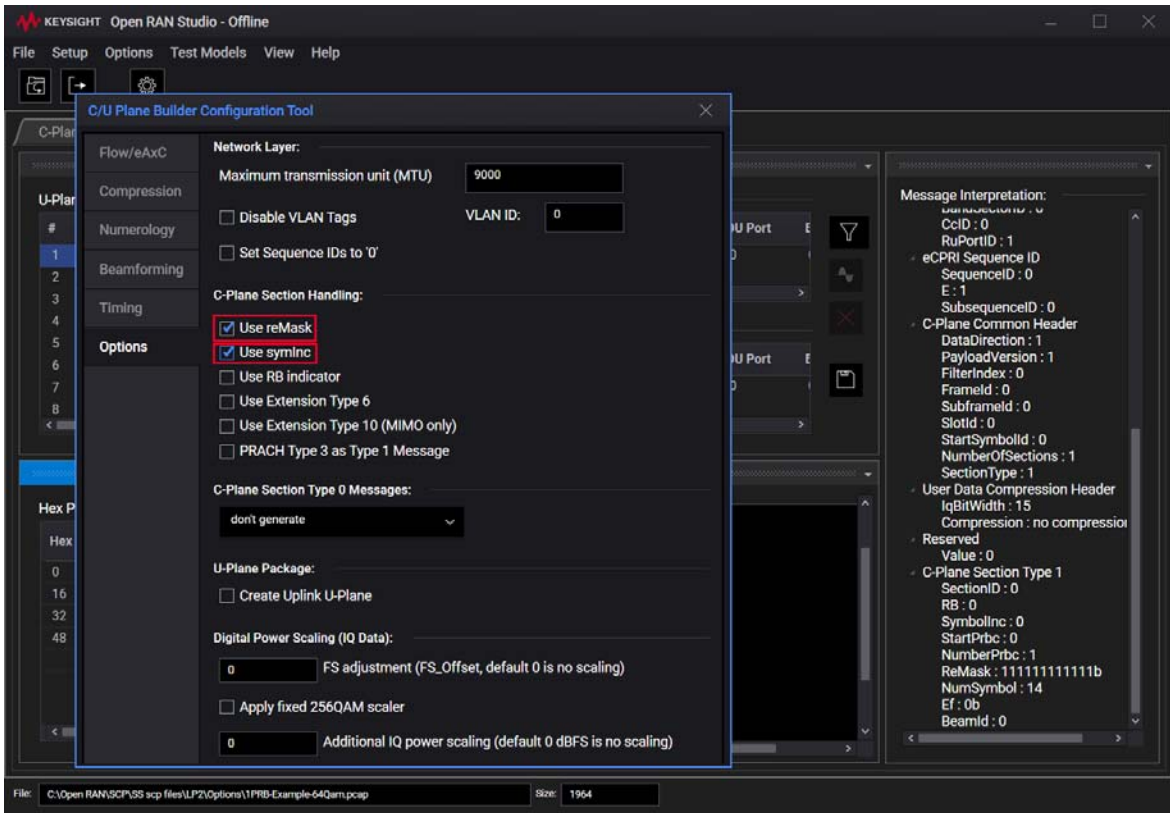 KEYSIGHT Open RAN Studio - Offline
File Setup Options Test Models View Help
C/U Plane Builder Configuration Tool
C-Plan
Flow/eAxC
Compression
Numerology
Beamforming
Timing
Options
Network Layer:
Maximum transmission unit (MTU) 9000
Disable VLAN Tags VLAN ID: 0
Set Sequence IDs to '0'
C-Plane Section Handling:
Use reMask
Use symInc
Use RB indicator
Use Extension Type 6
Use Extension Type 10 (MIMO only)
PRACH Type 3 as Type 1 Message
C-Plane Section Type 0 Messages:
don't generate
U-Plane Package:
Create Uplink U-Plane
Digital Power Scaling (IQ Data):
0 FS adjustment (FS_Offset, default 0 is no scaling)
Apply fixed 256QAM scaler
0 Additional IQ power scaling (default 0 dBFS is no scaling)
U-Plan
#
1
2
3
4
5
6
7
8
Hex P
Hex
0
16
32
48
DU Port
DU Port
Message Interpretation:
CcID : 0
RuPortID : 1
eCPRI Sequence ID
SequenceID : 0
E : 1
SubsequenceID : 0
C-Plane Common Header
DataDirection : 1
PayloadVersion : 1
FilterIndex : 0
FrameId : 0
SubframeId : 0
SlotId : 0
StartSymbolId : 0
NumberOfSections : 1
SectionType : 1
User Data Compression Header
IqBitWidth : 15
Compression : no compression
Reserved
Value : 0
C-Plane Section Type 1
SectionID : 0
RB : 0
SymbolInc : 0
StartPrbc : 0
NumberPrbc : 1
ReMask : 111111111111b
NumSymbol : 14
Ef : 0b
BeamId : 0
File: C:\Open RAN\SCP\SS scp files\LP2\Options\1PRB-Example-64Qam.pcap Size: 1964